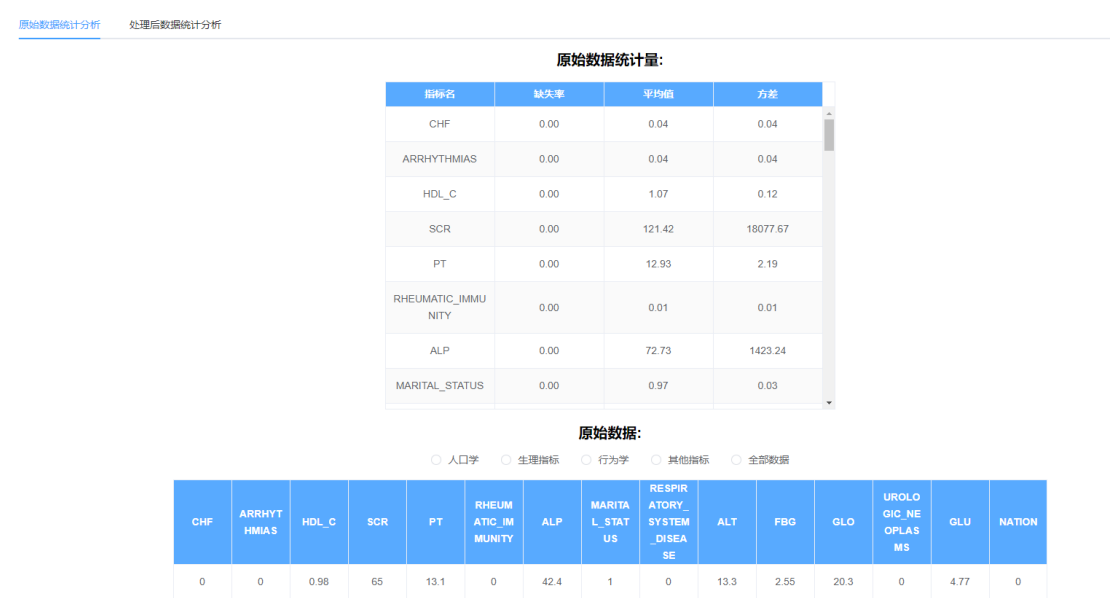 原始数据统计分析 处理后数据统计分析
原始数据统计量:
指标名 缺失率 平均值 方差
CHF 0.00 0.04 0.04
ARRHYTHMIAS 0.00 0.04 0.04
HDL_C 0.00 1.07 0.12
SCR 0.00 121.42 18077.67
PT 0.00 12.93 2.19
RHEUMATIC_IMMU
NITY 0.00 0.01 0.01
ALP 0.00 72.73 1423.24
MARITAL_STATUS 0.00 0.97 0.03
原始数据:
人口学 生理指标 行为学 其他指标 全部数据
CHF
ARRHYT
HMIAS
HDL_C
SCR
PT
RHEUM
ATIC_IM
MUNITY
ALP
MARITA
L_STAT
US
RESPIR
ATORY_
SYSTEM
_DISEA
SE
ALT
FBG
GLO
UROLO
GIC_NE
OPLAS
MS
GLU
NATION
0 0 0.98 65 13.1 0 42.4 1 0 13.3 2.55 20.3 0 4.77 0